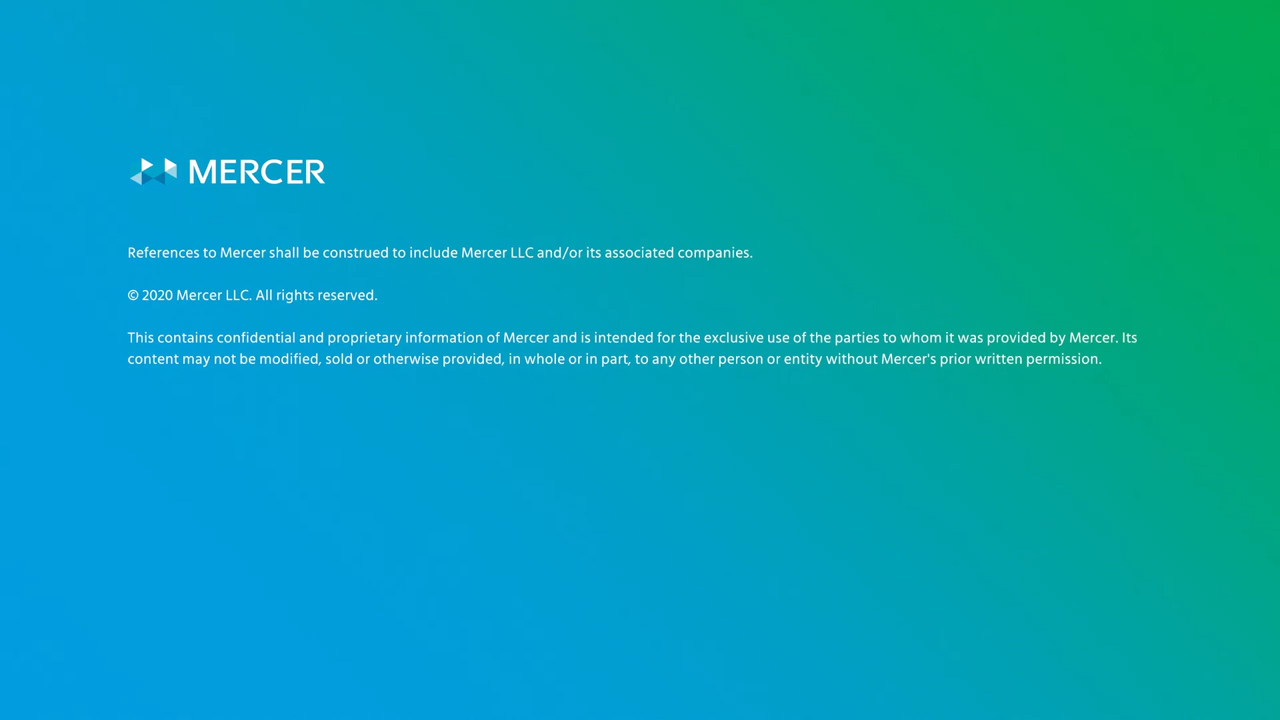 MERCER
References to Mercer shall be construed to include Mercer LLC and/or its associated companies.
© 2020 Mercer LLC. All rights reserved.
This contains confidential and proprietary information of Mercer and is intended for the exclusive use of the parties to whom it was provided by Mercer. Its
content may not be modified, sold or otherwise provided, in whole or in part, to any other person or entity without Mercer's prior written permission.